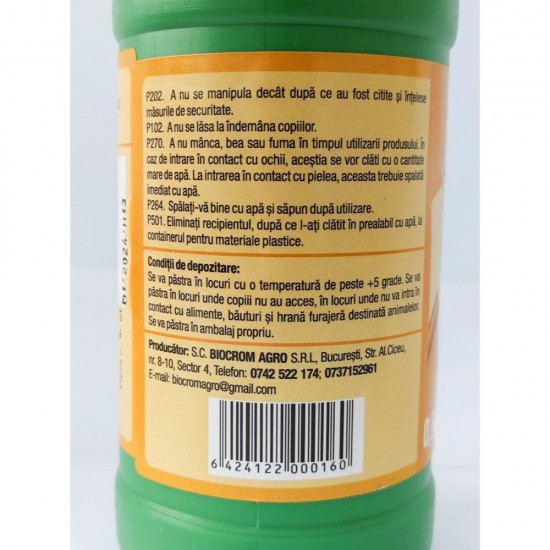 P202. A nu se manipula decât după ce au fost citite și înțelese
măsurile de securitate.
P102. A nu se lăsa la îndemâna copiilor.
P270. A nu mânca, bea sau fuma în timpul utilizarii produsului. În
caz de intrare în contact cu ochii, aceștia se vor clăti cu o cantitate
mare de apă. La intrarea în contact cu pielea, aceasta trebuie spalată
imediat cu apă.
P264. Spălați-vă bine cu apă și săpun după utilizare.
P501. Eliminați recipientul, după ce l-ați clătit în prealabil cu apă, la
containerul pentru materiale plastice.
Condiții de depozitare:
Se va păstra în locuri cu o temperatură de peste +5 grade. Se va
păstra în locuri unde copiii nu au acces, în locuri unde nu va intra în
contact cu alimente, băuturi și hrană furajeră destinată animalelor.
Se va păstra în ambalaj propriu.
Producător: S.C. BIOCROM AGRO S.R.L, București, Str. Al.Ciceu,
nr. 8-10, Sector 4, Telefon: 0742 522 174; 0737152961
E-mail: biocromagro@gmail.com
6 424122 000160